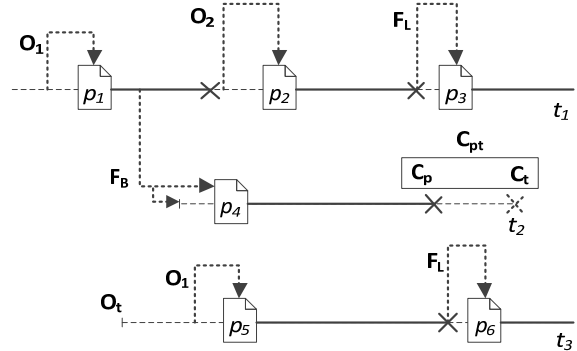 O1 O2 FL
p1 p2 p3
t1
Cpt
FB Cp Ct
p4
t2
Ot O1 FL
p5 p6
t3